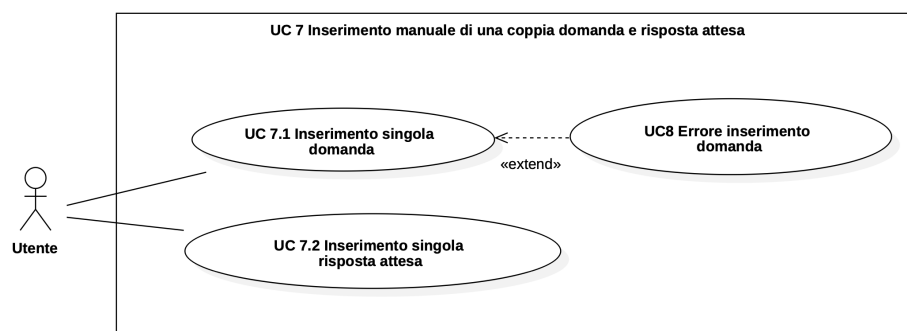 UC 7 Inserimento manuale di una coppia domanda e risposta attesa
UC 7.1 Inserimento singola
domanda
«extend»
UC8 Errore inserimento
domanda
Utente
UC 7.2 Inserimento singola
risposta attesa